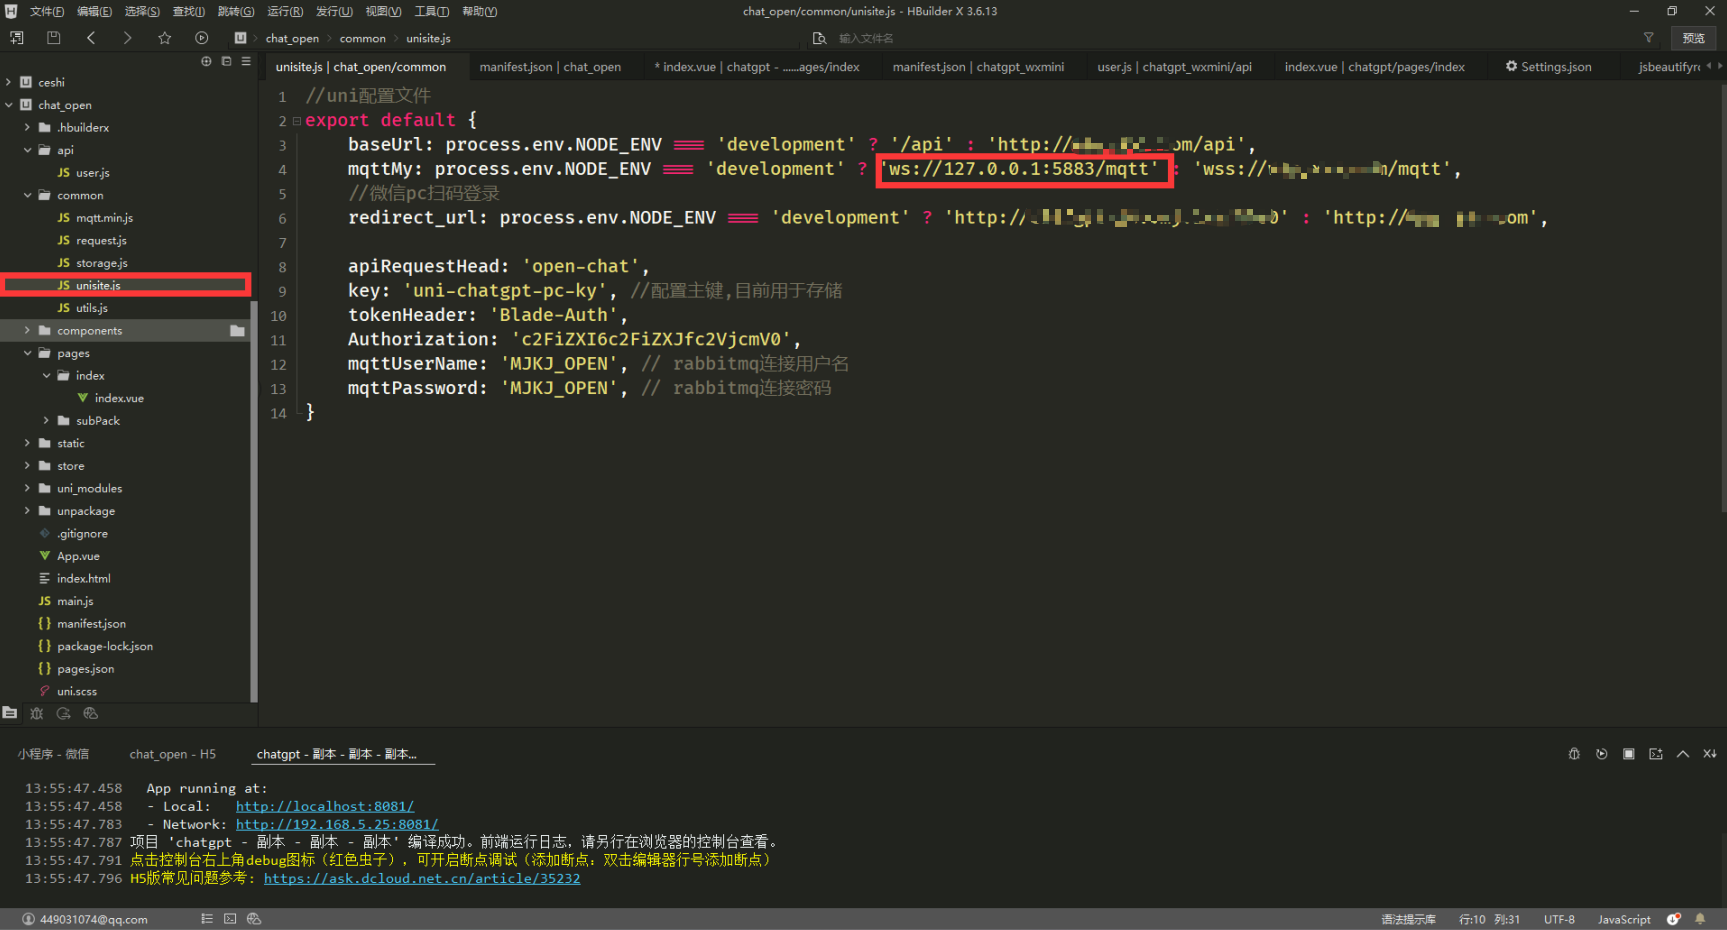 文件(F) 编辑(E) 选择(S) 查找(I) 跳转(G) 运行(R) 发行(U) 视图(V) 工具(T) 帮助(Y) chat_open/common/unisite.js - HBuilder X 3.6.13
chat_open common unisite.js 输入文件名 预览
unisite.js | chat_open/common manifest.json | chat_open * index.vue | chatgpt - ......ages/index manifest.json | chatgpt_wxmini user.js | chatgpt_wxmini/api index.vue | chatgpt/pages/index Settings.json jsbeautifyrc
ceshi
chat_open
.hbuilderx
api
JS user.js
common
JS mqtt.min.js
JS request.js
JS storage.js
JS unisite.js
JS utils.js
components
pages
index
index.vue
subPack
static
store
uni_modules
unpackage
.gitignore
App.vue
index.html
JS main.js
manifest.json
package-lock.json
pages.json
uni.scss
1 //uni配置文件
2 export default {
3 baseUrl: process.env.NODE_ENV === 'development' ? '/api' : 'http:// om/api',
4 mqttMy: process.env.NODE_ENV === 'development' ? 'ws://127.0.0.1:5883/mqtt' : 'wss:// /mqtt',
5 //微信pc扫码登录
6 redirect_url: process.env.NODE_ENV === 'development' ? 'http:// ' : 'http:// om',
7
8 apiRequestHead: 'open-chat',
9 key: 'uni-chatgpt-pc-ky', //配置主键,目前用于存储
10 tokenHeader: 'Blade-Auth',
11 Authorization: 'c2FiZXI6c2FiZXJfc2VjcmV0',
12 mqttUserName: 'MJKJ_OPEN', // rabbitmq连接用户名
13 mqttPassword: 'MJKJ_OPEN', // rabbitmq连接密码
14 }
小程序 - 微信 chat_open - H5 chatgpt - 副本 - 副本 - 副本...
13:55:47.458 App running at:
13:55:47.458 - Local: http://localhost:8081/
13:55:47.783 - Network: http://192.168.5.25:8081/
13:55:47.787 项目 'chatgpt - 副本 - 副本 - 副本' 编译成功。前端运行日志，请另行在浏览器的控制台查看。
13:55:47.791 点击控制台右上角debug图标（红色虫子），可开启断点调试（添加断点：双击编辑器行号添加断点）
13:55:47.796 H5版常见问题参考: https://ask.dcloud.net.cn/article/35232
449031074@qq.com 语法提示库 行:10 列:31 UTF-8 JavaScript